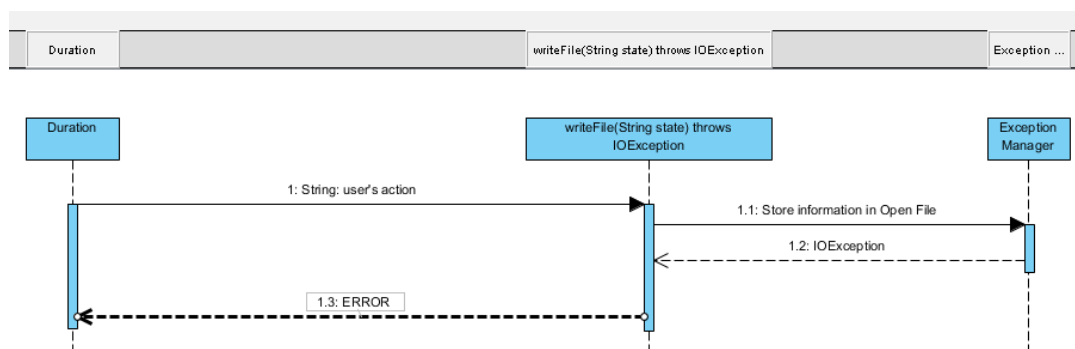 Duration
writeFile(String state) throws IOException
Exception ...
Duration
writeFile(String state) throws
IOException
Exception
Manager
1: String: user's action
1.1: Store information in Open File
1.2: IOException
1.3: ERROR